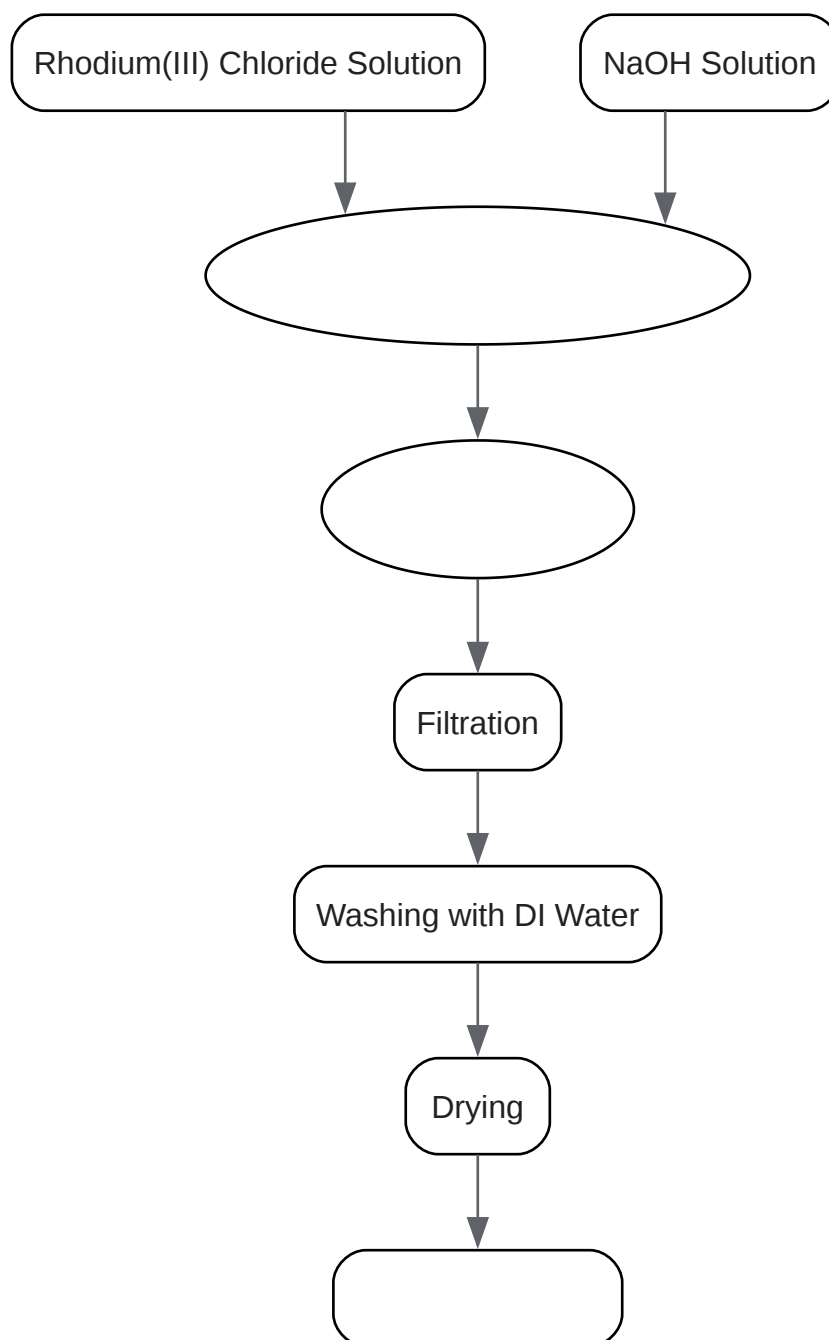 Rhodium(III) Chloride Solution
NaOH Solution
Filtration
Washing with DI Water
Drying